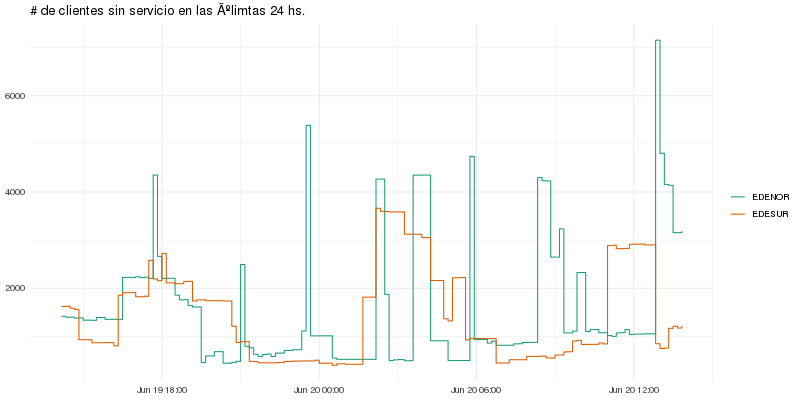 # de clientes sin servicio en las Ãºlimtas 24 hs.
6000
4000
2000
EDENOR
EDESUR
Jun 19 18:00
Jun 20 00:00
Jun 20 06:00
Jun 20 12:00